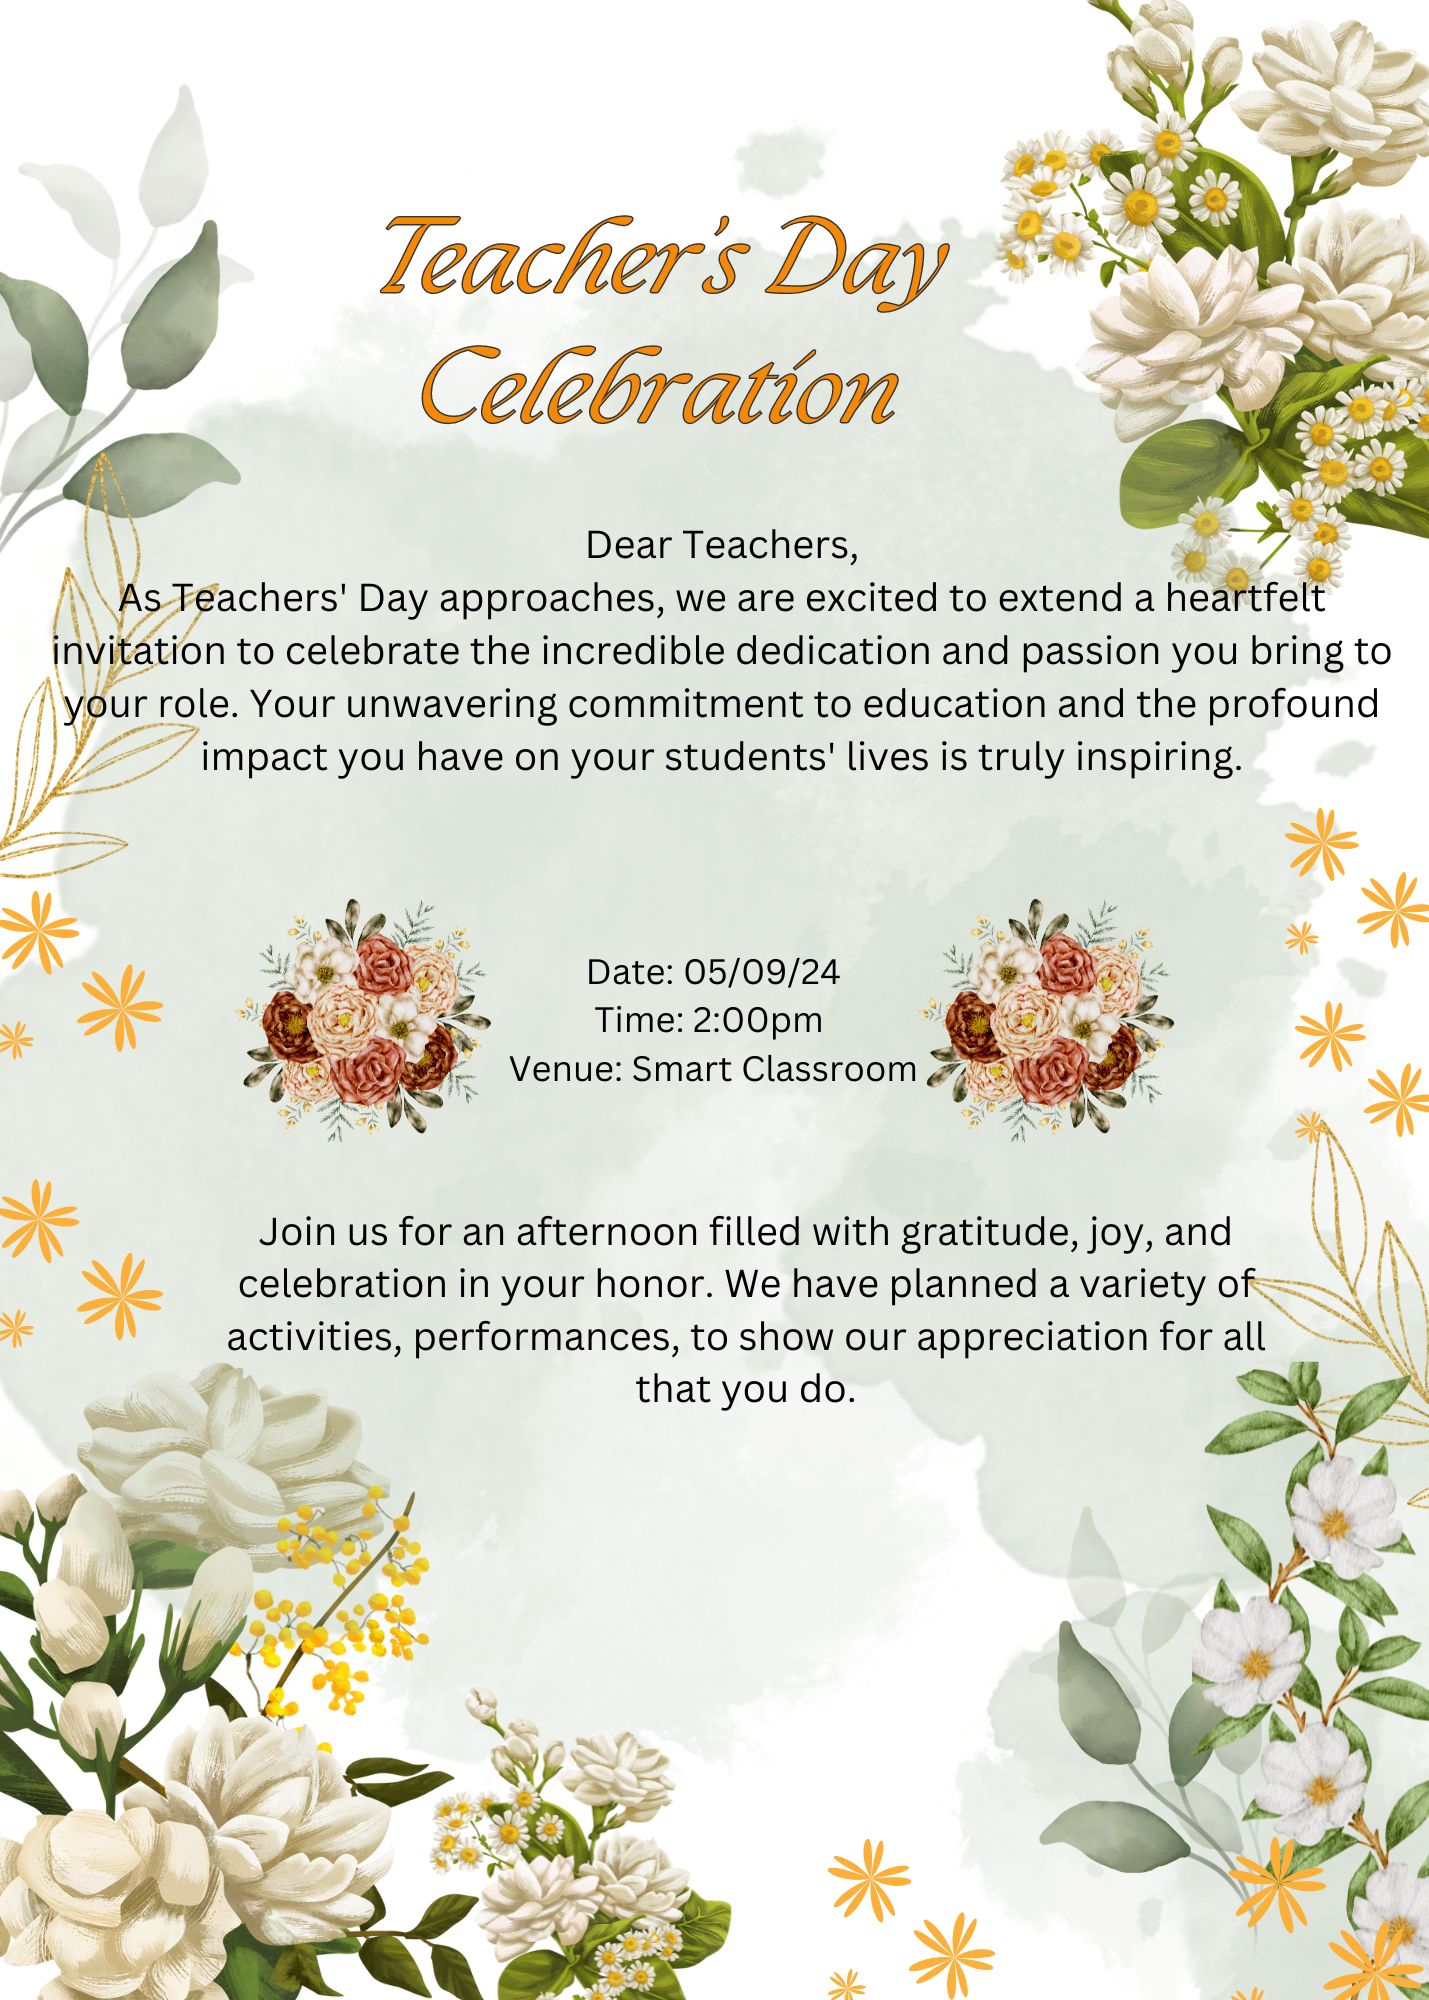 Teacher's Day
Celebration
Dear Teachers,
As Teachers' Day approaches, we are excited to extend a heartfelt
invitation to celebrate the incredible dedication and passion you bring to
your role. Your unwavering commitment to education and the profound
impact you have on your students' lives is truly inspiring.
Date: 05/09/24
Time: 2:00pm
Venue: Smart Classroom
Join us for an afternoon filled with gratitude, joy, and
celebration in your honor. We have planned a variety of
activities, performances, to show our appreciation for all
that you do.